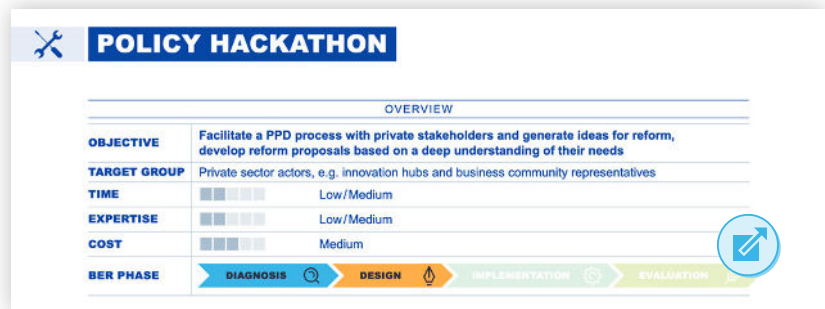 POLICY HACKATHON
OVERVIEW
OBJECTIVE Facilitate a PPD process with private stakeholders and generate ideas for reform,
develop reform proposals based on a deep understanding of their needs
TARGET GROUP Private sector actors, e.g. innovation hubs and business community representatives
TIME Low/Medium
EXPERTISE Low/Medium
COST Medium
BER PHASE DIAGNOSIS DESIGN IMPLEMENTATION EVALUATION